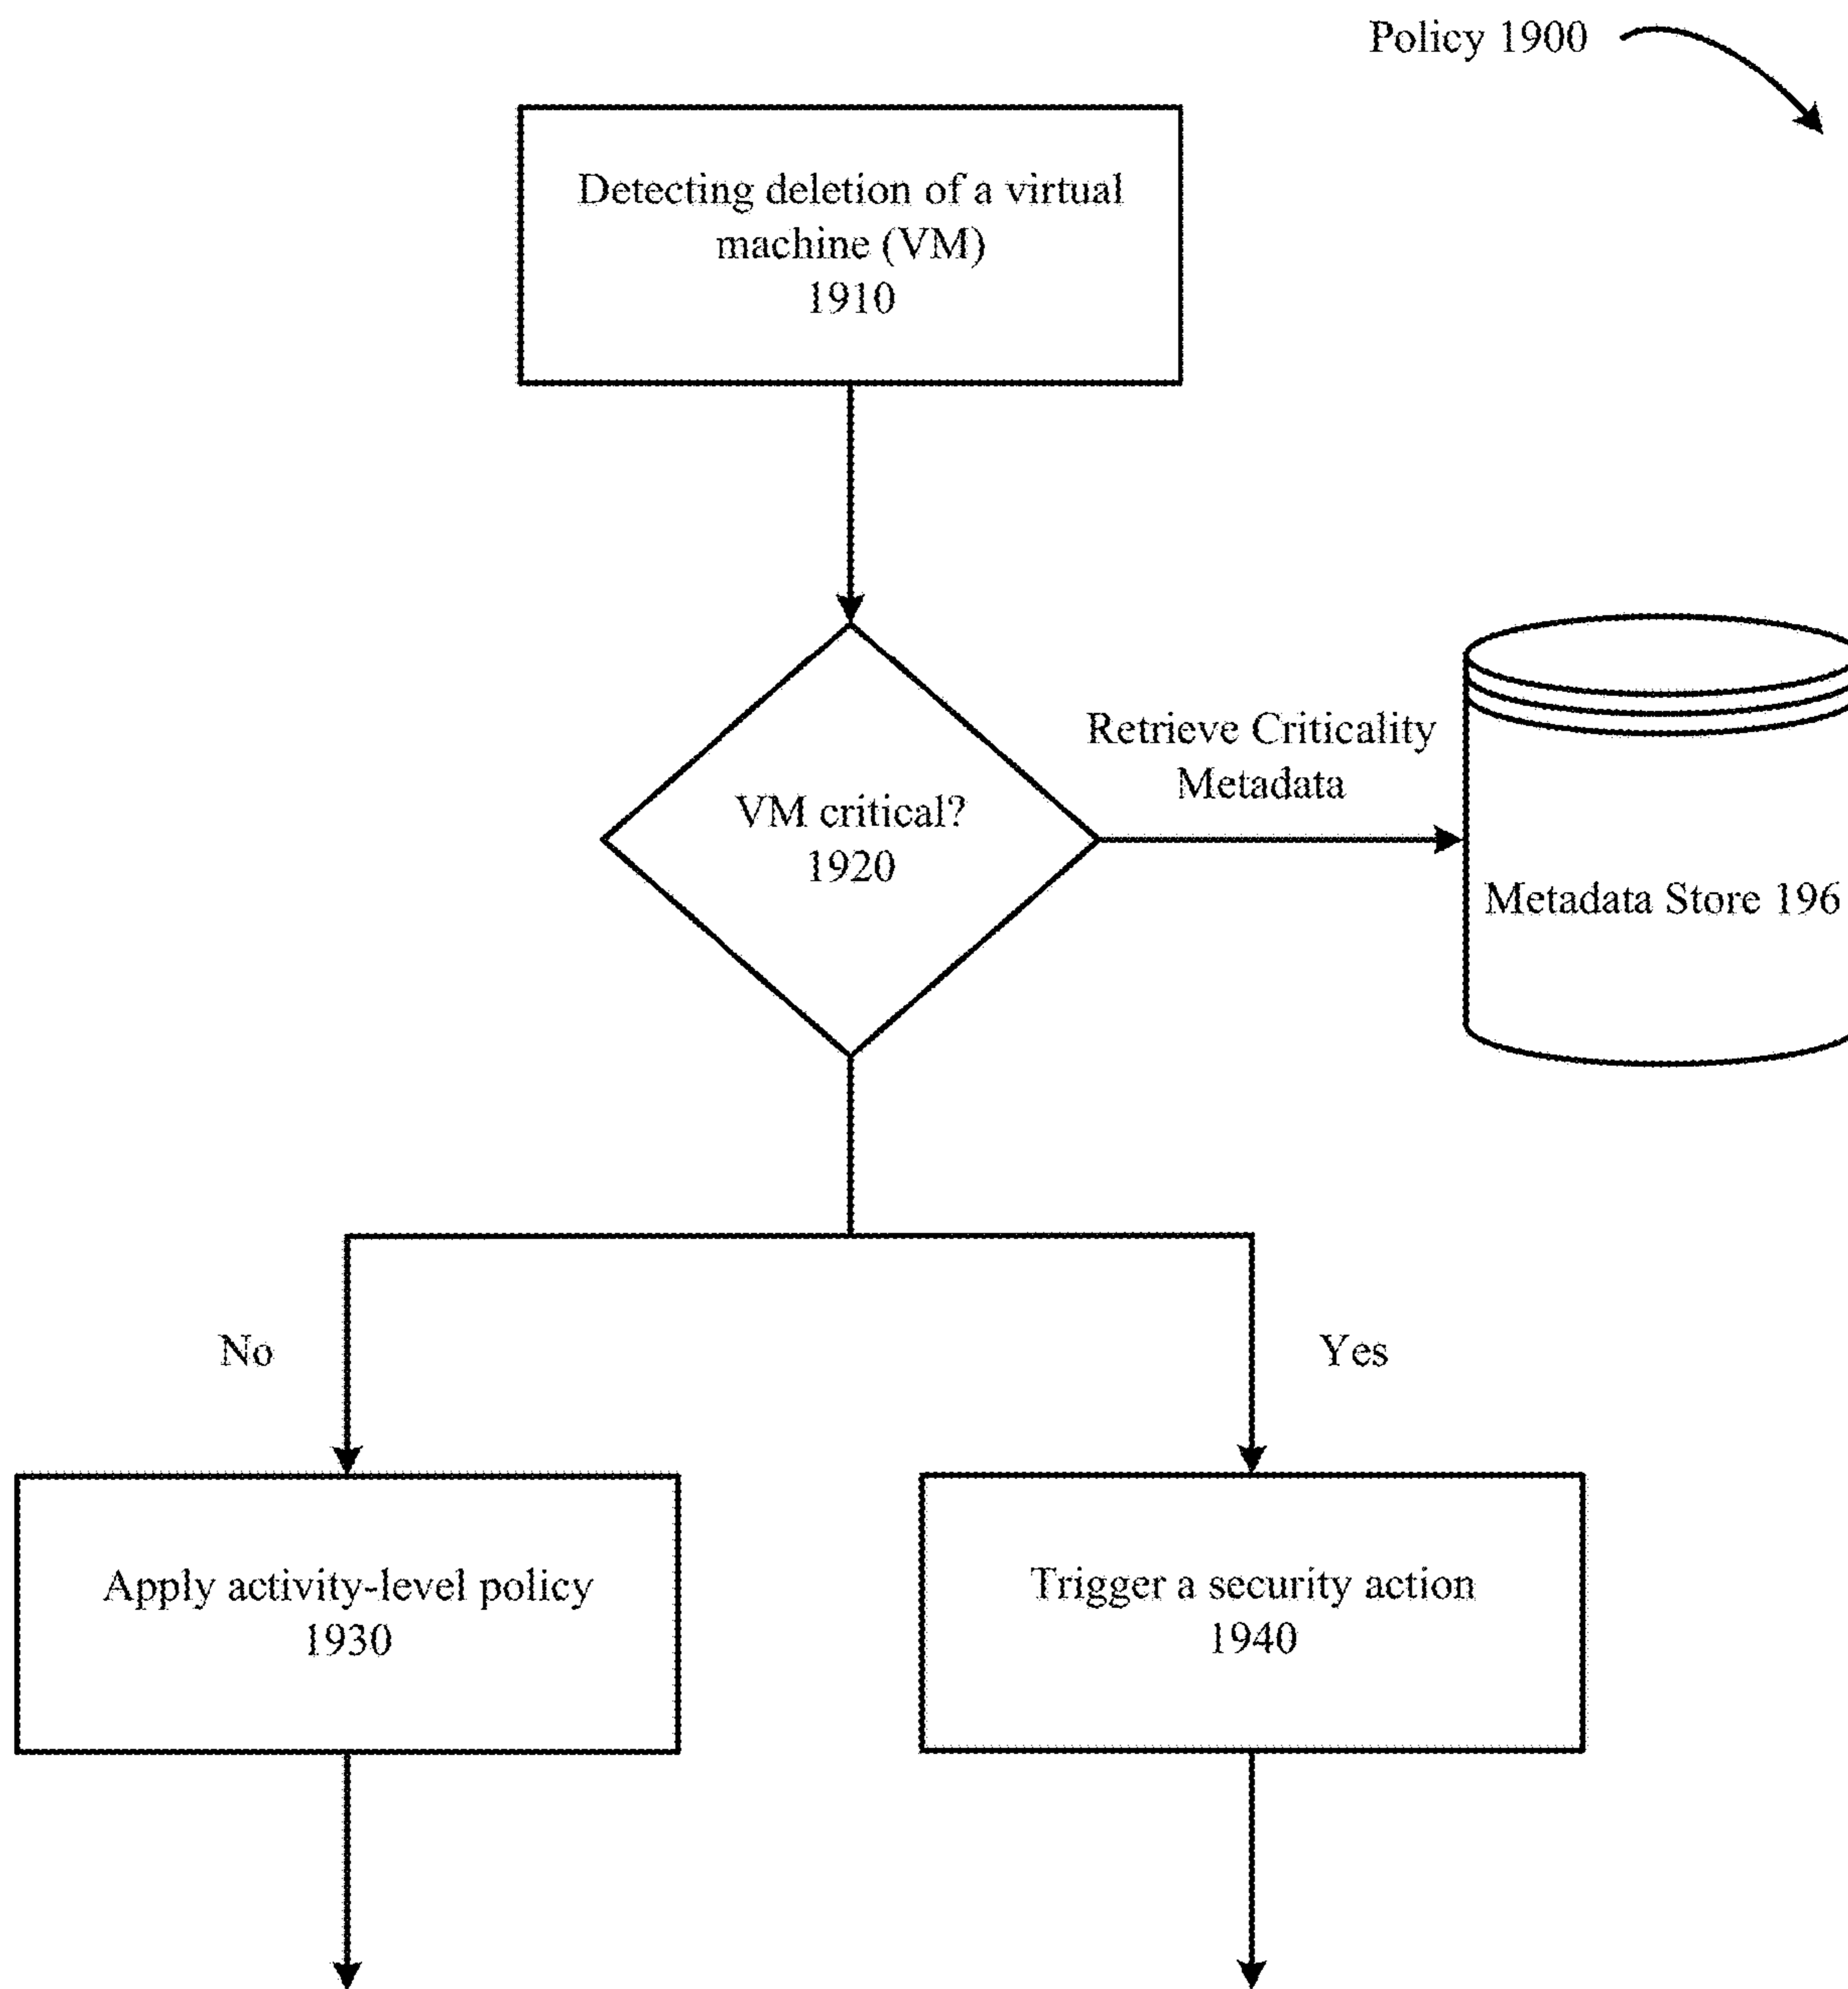 Policy 1900
Detecting deletion of a virtual
machine (VM)
1910
Retrieve Criticality
Metadata
VM critical?
1920
Metadata Store 196
No
Yes
Apply activity-level policy
1930
Trigger a security action
1940